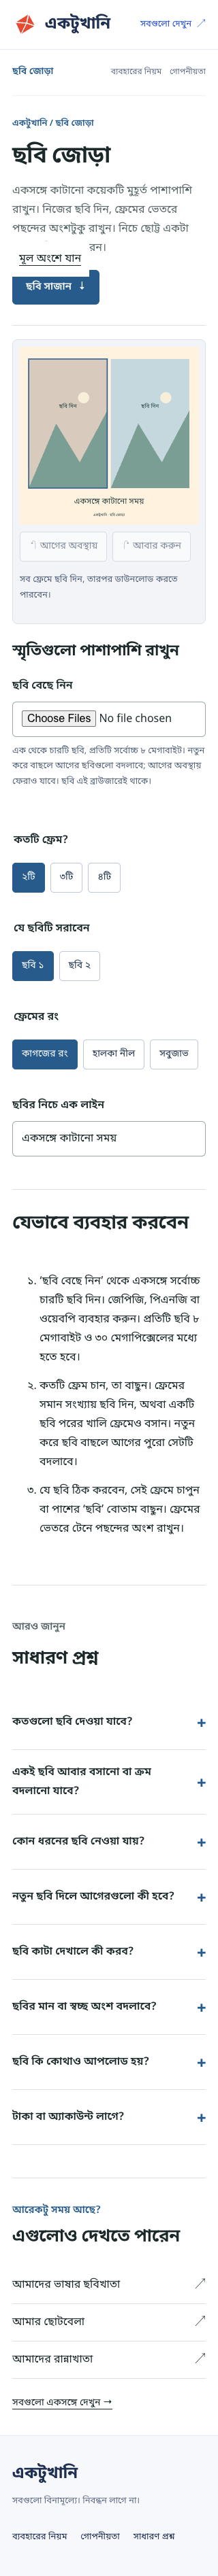 একটুখানি
সবগুলো দেখুন ↗
ছবি জোড়া
ব্যবহারের নিয়ম গোপনীয়তা
একটুখানি / ছবি জোড়া
ছবি জোড়া
একসঙ্গে কাটানো কয়েকটি মুহূর্ত পাশাপাশি
রাখুন। নিজের ছবি দিন, ফ্রেমের ভেতরে
পছন্দের অংশটুকু রাখুন। নিচে ছোট্ট একটা
মূল অংশে যান
ছবি সাজান ↓
ছবি দিন
ছবি দিন
একসঙ্গে কাটানো সময়
একটুখানি · ছবি জোড়া
আগের অবস্থায়
আবার করুন
সব ফ্রেমে ছবি দিন, তারপর ডাউনলোড করতে
পারবেন।
স্মৃতিগুলো পাশাপাশি রাখুন
ছবি বেছে নিন
Choose Files No file chosen
এক থেকে চারটি ছবি, প্রতিটি সর্বোচ্চ ৮ মেগাবাইট। নতুন
করে বাছলে আগের ছবিগুলো বদলাবে; আগের অবস্থায়
ফেরাও যাবে। ছবি এই ব্রাউজারেই থাকে।
কতটি ফ্রেম?
২টি
৩টি
৪টি
যে ছবিটি সরাবেন
ছবি ১
ছবি ২
ফ্রেমের রং
কাগজের রং
হালকা নীল
সবুজাভ
ছবির নিচে এক লাইন
একসঙ্গে কাটানো সময়
যেভাবে ব্যবহার করবেন
১. ‘ছবি বেছে নিন’ থেকে একসঙ্গে সর্বোচ্চ
চারটি ছবি দিন। জেপিজি, পিএনজি বা
ওয়েবপি ব্যবহার করুন। প্রতিটি ছবি ৮
মেগাবাইট ও ৩০ মেগাপিক্সেলের মধ্যে
হতে হবে।
২. কতটি ফ্রেম চান, তা বাছুন। ফ্রেমের
সমান সংখ্যায় ছবি দিন, অথবা একটি
ছবি পরের খালি ফ্রেমেও বসান। নতুন
করে ছবি বাছলে আগের পুরো সেটটি
বদলাবে।
৩. যে ছবি ঠিক করবেন, সেই ফ্রেমে চাপুন
বা পাশের ‘ছবি’ বোতাম বাছুন। ফ্রেমের
ভেতরে টেনে পছন্দের অংশ রাখুন।
আরও জানুন
সাধারণ প্রশ্ন
কতগুলো ছবি দেওয়া যাবে? +
একই ছবি আবার বসানো বা ক্রম
বদলানো যাবে? +
কোন ধরনের ছবি নেওয়া যায়? +
নতুন ছবি দিলে আগেরগুলো কী হবে? +
ছবি কাটা দেখালে কী করব? +
ছবির মান বা স্বচ্ছ অংশ বদলাবে? +
ছবি কি কোথাও আপলোড হয়? +
টাকা বা অ্যাকাউন্ট লাগে? +
আরেকটু সময় আছে?
এগুলোও দেখতে পারেন
আমাদের ভাষার ছবিখাতা ↗
আমার ছোটবেলা ↗
আমাদের রান্নাখাতা ↗
সবগুলো একসঙ্গে দেখুন →
একটুখানি
সবগুলো বিনামূল্যে। নিবন্ধন লাগে না।
ব্যবহারের নিয়ম গোপনীয়তা সাধারণ প্রশ্ন